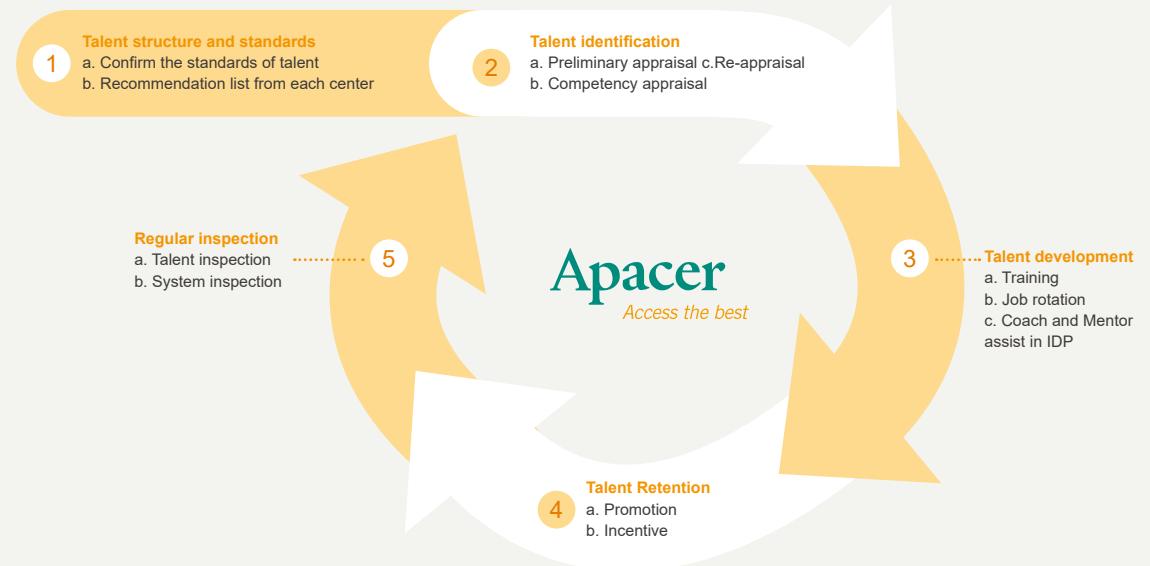 1
Talent structure and standards
a. Confirm the standards of talent
b. Recommendation list from each center
2
Talent identification
a. Preliminary appraisal c.Re-appraisal
b. Competency appraisal
3
Talent development
a. Training
b. Job rotation
c. Coach and Mentor
assist in IDP
4
Talent Retention
a. Promotion
b. Incentive
5
Regular inspection
a. Talent inspection
b. System inspection
Apacer
Access the best